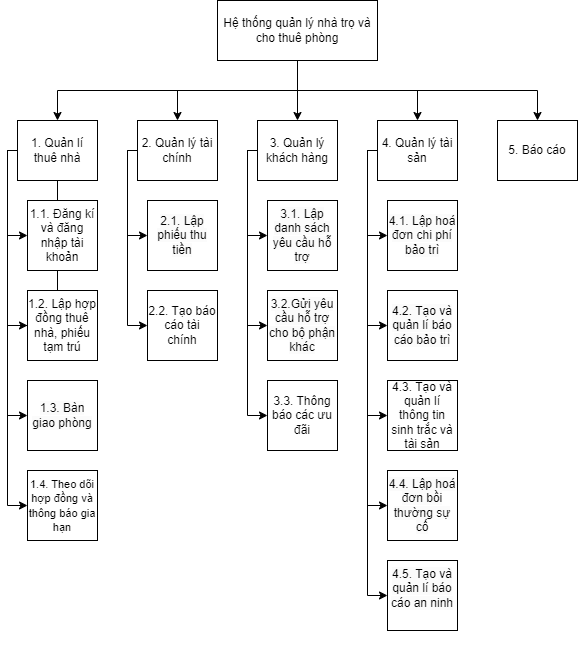 Hệ thống quản lý nhà trọ và
cho thuê phòng
1. Quản lí
thuê nhà
2. Quản lý tài
chính
3. Quản lý
khách hàng
4. Quản lý tài
sản
5. Báo cáo
1.1. Đăng kí
và đăng
nhập tài
khoản
2.1. Lập
phiếu thu
tiền
3.1. Lập
danh sách
yêu cầu hỗ
trợ
4.1. Lập hoá
đơn chi phí
bảo trì
1.2. Lập hợp
đồng thuê
nhà, phiếu
tạm trú
2.2. Tạo báo
cáo tài
chính
3.2.Gửi yêu
cầu hỗ trợ
cho bộ phận
khác
4.2. Tạo và
quản lí báo
cáo bảo trì
1.3. Bàn
giao phòng
3.3. Thông
báo các ưu
đãi
4.3. Tạo và
quản lí
thông tin
sinh trắc và
tài sản
1.4. Theo dõi
hợp đồng và
thông báo gia
hạn
4.4. Lập hoá
đơn bồi
thường sự
cố
4.5. Tạo và
quản lí báo
cáo an ninh